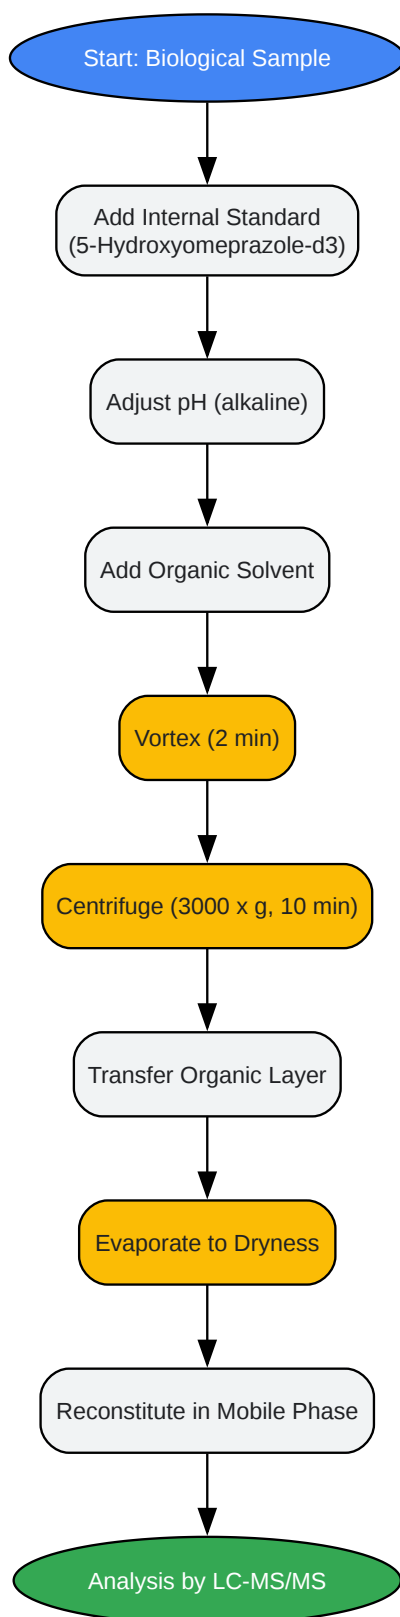 Start: Biological Sample
Add Internal Standard
(5-Hydroxyomeprazole-d3)
Adjust pH (alkaline)
Add Organic Solvent
Vortex (2 min)
Centrifuge (3000 x g, 10 min)
Transfer Organic Layer
Evaporate to Dryness
Reconstitute in Mobile Phase
Analysis by LC-MS/MS